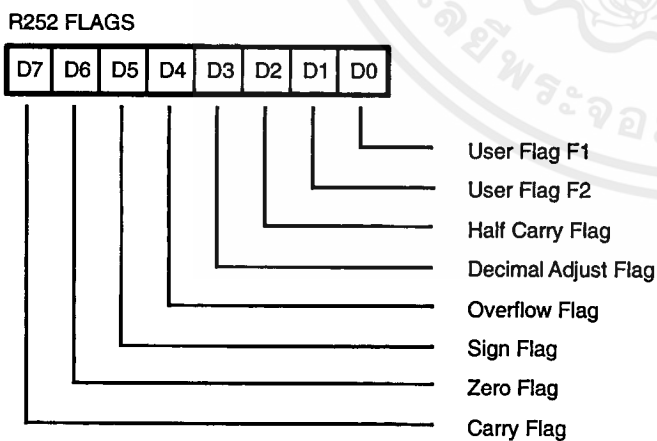 R252 FLAGS
D7 D6 D5 D4 D3 D2 D1 D0
User Flag F1
User Flag F2
Half Carry Flag
Decimal Adjust Flag
Overflow Flag
Sign Flag
Zero Flag
Carry Flag